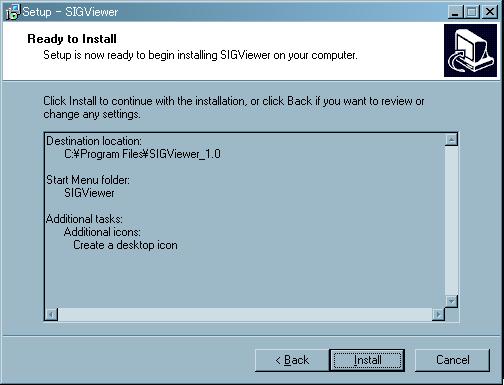 Setup - SIGViewer
Ready to Install
Setup is now ready to begin installing SIGViewer on your computer.
Click Install to continue with the installation, or click Back if you want to review or
change any settings.
Destination location:
C:¥Program Files¥SIGViewer_1.0
Start Menu folder:
SIGViewer
Additional tasks:
Additional icons:
Create a desktop icon
< Back
Install
Cancel